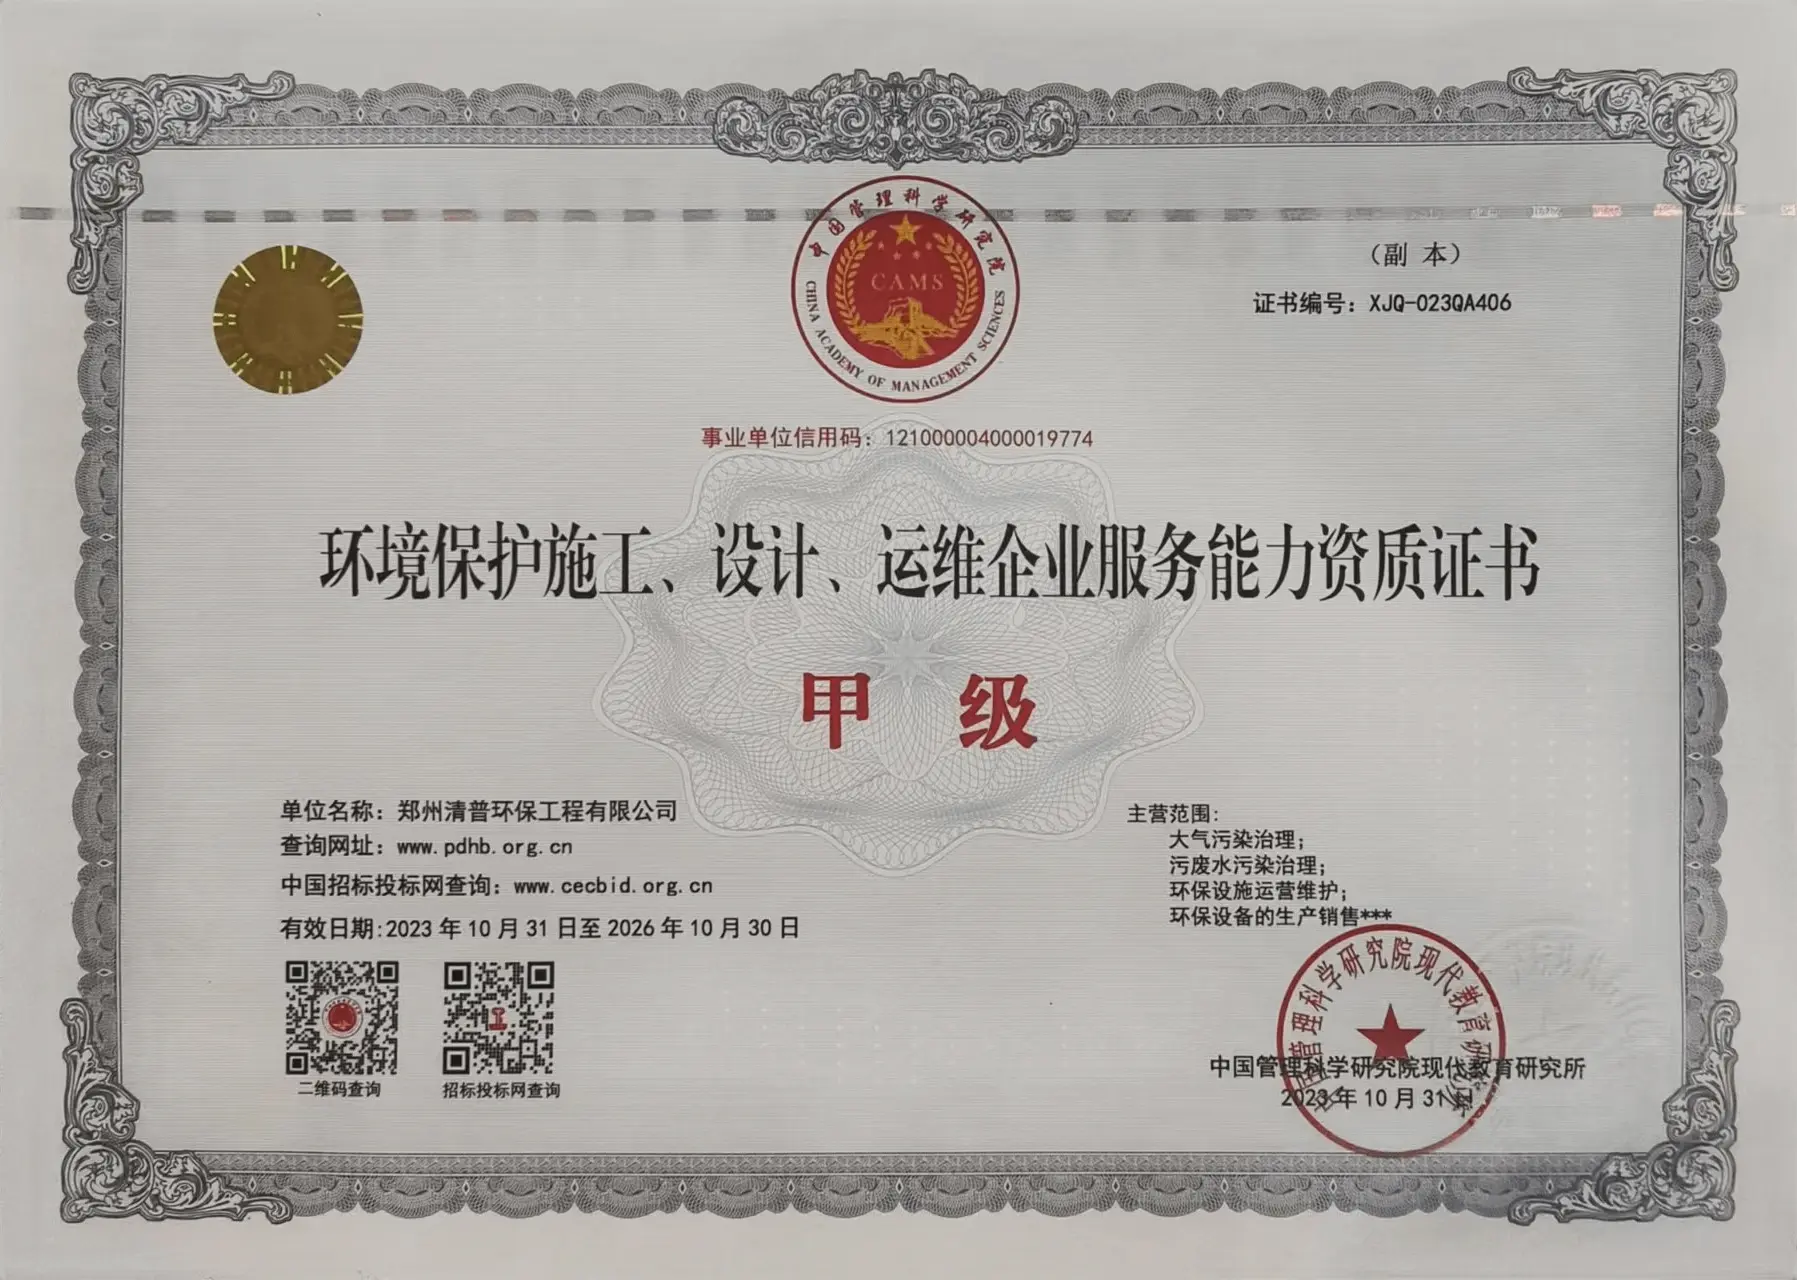 中国管理科学研究院
CAMS
CHINA ACADEMY OF MANAGEMENT SCIENCES
（副 本）
证书编号：XJQ-023QA406
事业单位信用码：121000004000019774
环境保护施工、设计、运维企业服务能力资质证书
甲 级
单位名称：郑州清普环保工程有限公司
查询网址：www.pdhb.org.cn
中国招标投标网查询：www.cecbid.org.cn
有效日期:2023 年 10 月 31 日至 2026 年 10 月 30 日
二维码查询
招标投标网查询
主营范围：
大气污染治理；
污废水污染治理；
环保设施运营维护；
环保设备的生产销售***
中国管理科学研究院现代教育研究所
中国管理科学研究院现代教育研究所
2023 年 10 月 31 日